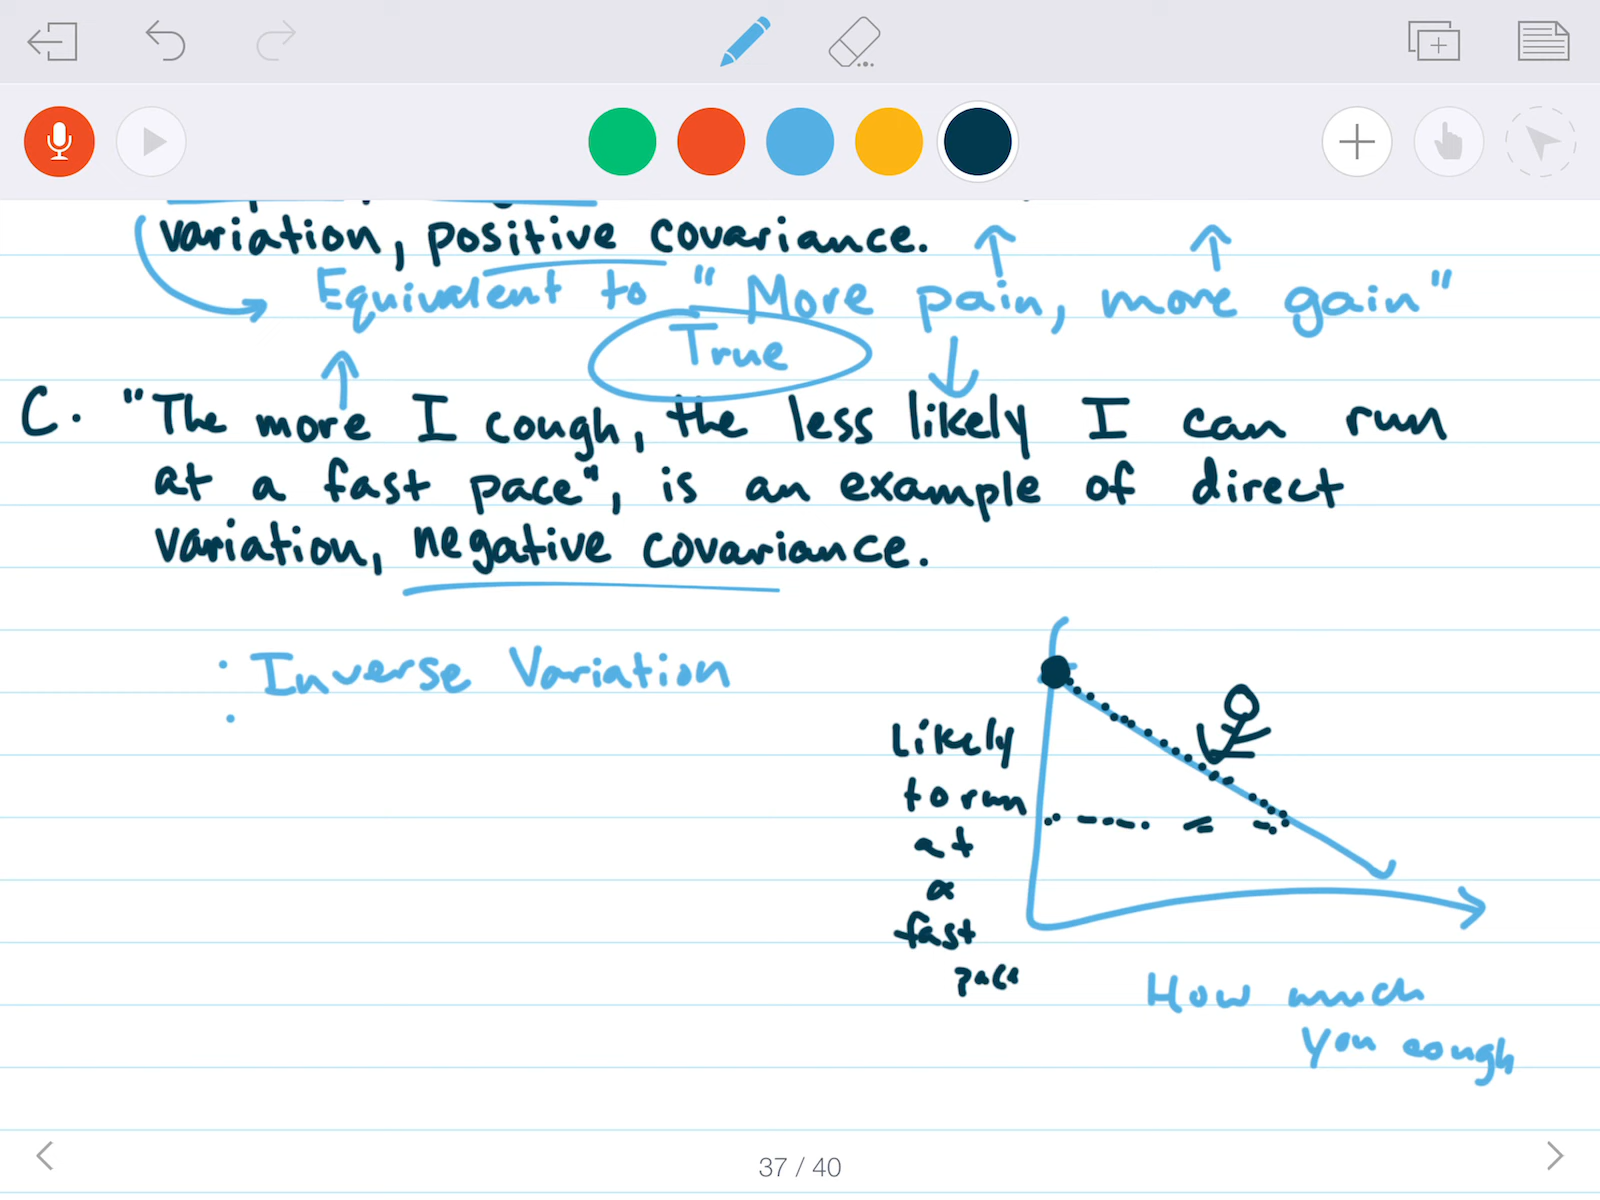 variation, positive covariance.
Equivalent to "More pain, more gain"
True
C. "The more I cough, the less likely I can run
at a fast pace", is an example of direct
variation, negative covariance.
Inverse Variation
Likely
to run
at
a
fast
pace
How much
you cough
37 / 40